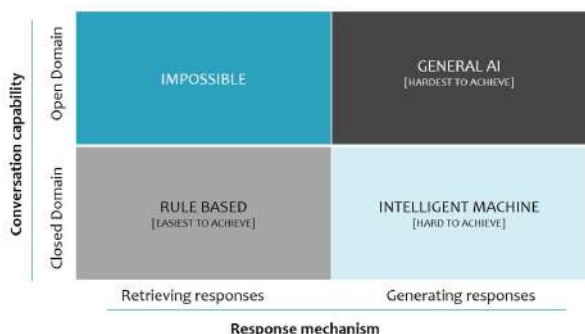 Conversation capability
Open Domain
IMPOSSIBLE
GENERAL AI
[HARDEST TO ACHIEVE]
Closed Domain
RULE BASED
[EASIEST TO ACHIEVE]
INTELLIGENT MACHINE
[HARD TO ACHIEVE]
Retrieving responses
Generating responses
Response mechanism